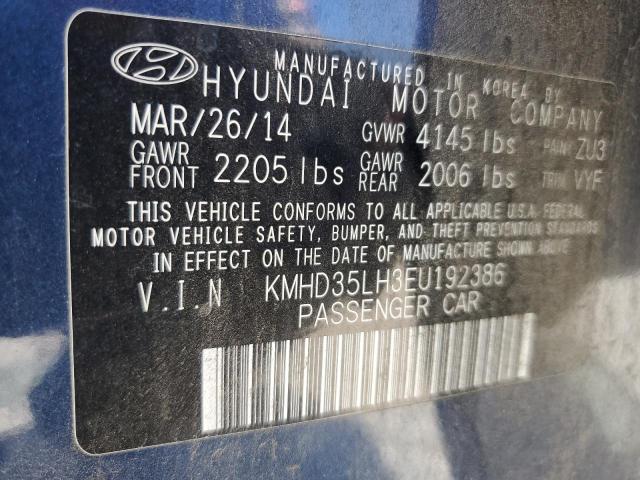 MANUFACTURED IN KOREA BY
HYUNDAI MOTOR COMPANY
MAR/26/14 GVWR 4145 lbs PAINT ZU3
GAWR FRONT 2205 lbs GAWR REAR 2006 lbs TRIM VYF
THIS VEHICLE CONFORMS TO ALL APPLICABLE U.S.A. FEDERAL
MOTOR VEHICLE SAFETY, BUMPER, AND THEFT PREVENTION STANDARDS
IN EFFECT ON THE DATE OF MANUFACTURE SHOWN ABOVE.
V.I.N KMHD35LH3EU192386
PASSENGER CAR